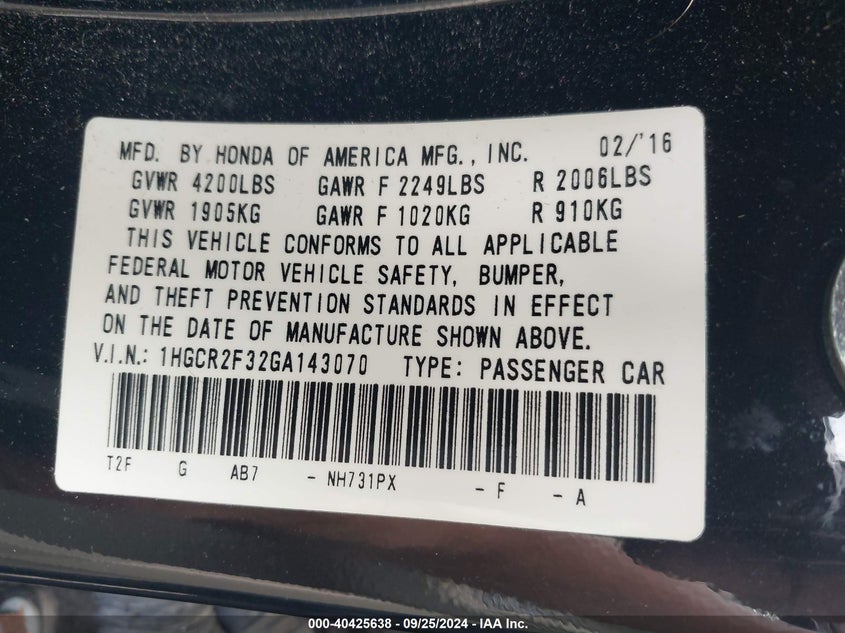 MFD. BY HONDA OF AMERICA MFG., INC. 02/'16
GVWR 4200LBS GAWR F 2249LBS R 2006LBS
GVWR 1905KG GAWR F 1020KG R 910KG
THIS VEHICLE CONFORMS TO ALL APPLICABLE
FEDERAL MOTOR VEHICLE SAFETY, BUMPER,
AND THEFT PREVENTION STANDARDS IN EFFECT
ON THE DATE OF MANUFACTURE SHOWN ABOVE.
V.I.N.: 1HGCR2F32GA143070 TYPE: PASSENGER CAR
T2F G AB7 - NH731PX - F - A
000-40425638 - 09/25/2024 - IAA Inc.